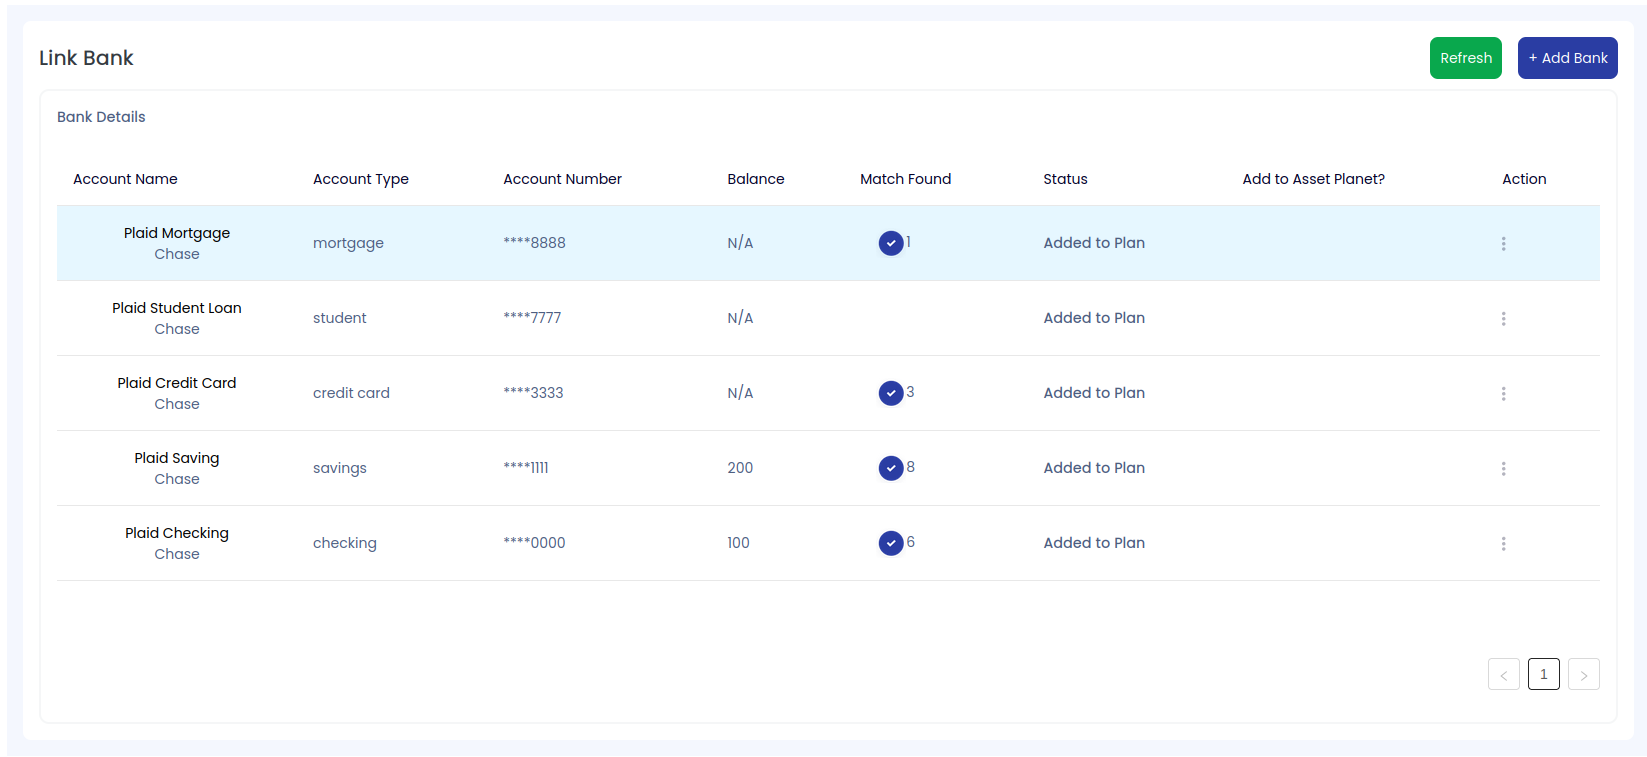 Link Bank
Refresh
+ Add Bank
Bank Details
Account Name Account Type Account Number Balance Match Found Status Add to Asset Planet? Action
Plaid Mortgage
Chase
mortgage ****8888 N/A 1 Added to Plan
Plaid Student Loan
Chase
student ****7777 N/A Added to Plan
Plaid Credit Card
Chase
credit card ****3333 N/A 3 Added to Plan
Plaid Saving
Chase
savings ****1111 200 8 Added to Plan
Plaid Checking
Chase
checking ****0000 100 6 Added to Plan
< 1 >